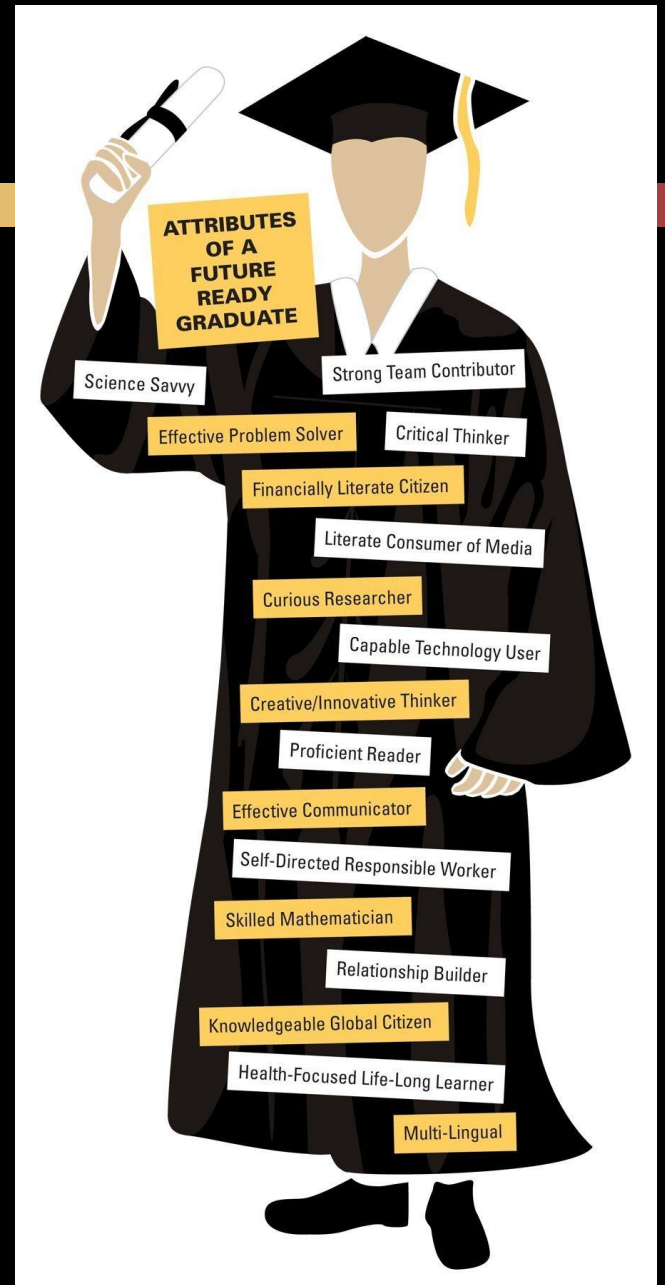 ATTRIBUTES
OF A
FUTURE
READY
GRADUATE
Science Savvy
Strong Team Contributor
Effective Problem Solver
Critical Thinker
Financially Literate Citizen
Literate Consumer of Media
Curious Researcher
Capable Technology User
Creative/Innovative Thinker
Proficient Reader
Effective Communicator
Self-Directed Responsible Worker
Skilled Mathematician
Relationship Builder
Knowledgeable Global Citizen
Health-Focused Life-Long Learner
Multi-Lingual